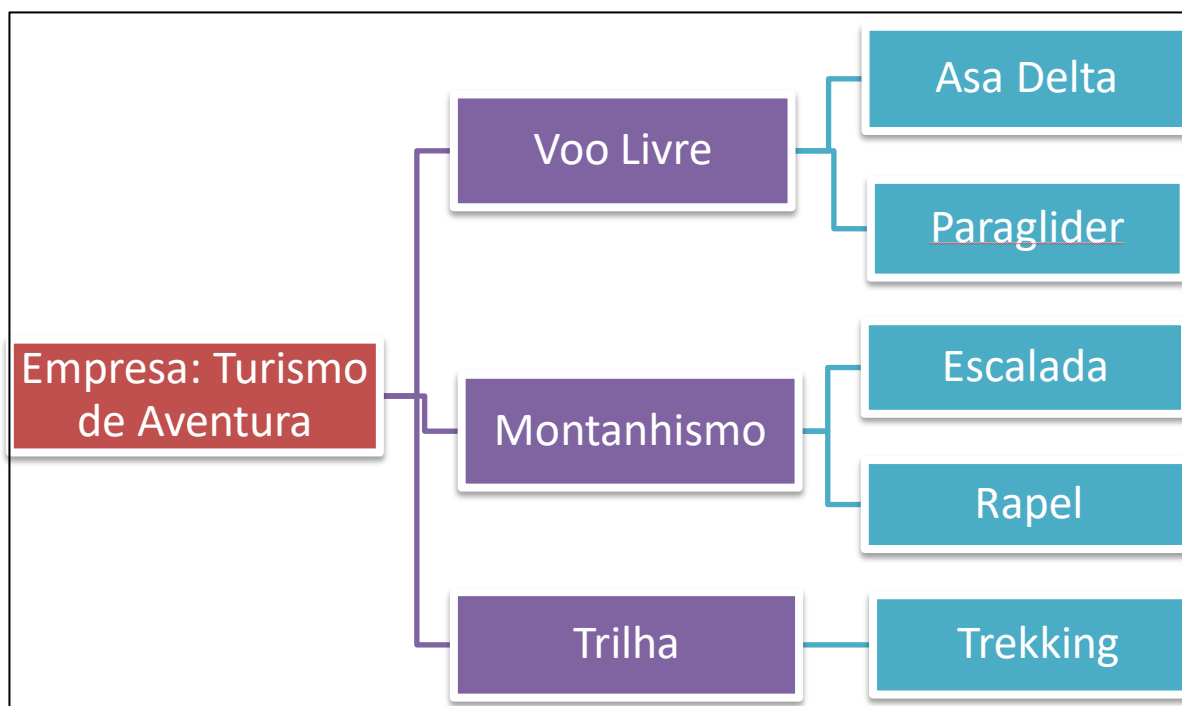 Asa Delta
Voo Livre
Paraglider
Empresa: Turismo
de Aventura
Escalada
Montanhismo
Rapel
Trilha
Trekking